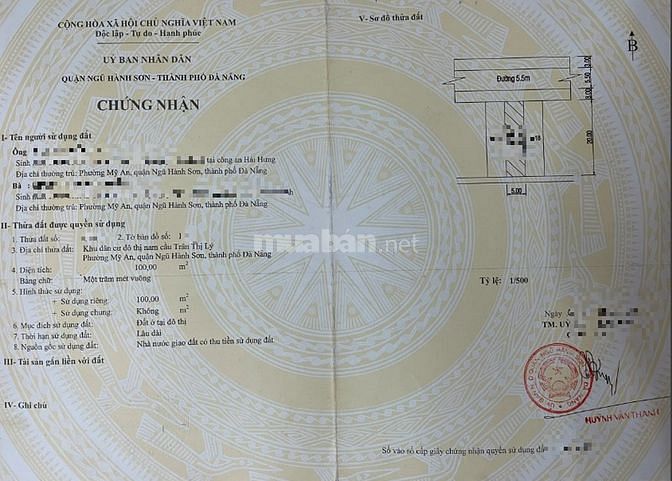 CỘNG HÒA XÃ HỘI CHỦ NGHĨA VIỆT NAM
Độc lập - Tự do - Hạnh phúc
UỶ BAN NHÂN DÂN
QUẬN NGŨ HÀNH SƠN - THÀNH PHỐ ĐÀ NẴNG
CHỨNG NHẬN
I- Tên người sử dụng đất
Ông
Sinh tại công an Hải Hưng
Địa chỉ thường trú: Phường Mỹ An, quận Ngũ Hành Sơn, thành phố Đà Nẵng
Bà :
Sinh
Địa chỉ thường trú: Phường Mỹ An, quận Ngũ Hành Sơn, thành phố Đà Nẵng
II- Thửa đất được quyền sử dụng
1. Thửa đất số: 2. Tờ bản đồ số: 1
3. Địa chỉ thửa đất: Khu dân cư đô thị nam cầu Trần Thị Lý
Phường Mỹ An, quận Ngũ Hành Sơn, thành phố Đà Nẵng
4. Diện tích: 100,00 m2
Bằng chữ: Một trăm mét vuông
5. Hình thức sử dụng:
+ Sử dụng riêng: 100,00 m2
+ Sử dụng chung: Không m2
6. Mục đích sử dụng đất: Đất ở tại đô thị
7. Thời hạn sử dụng đất: Lâu dài
8. Nguồn gốc sử dụng đất: Nhà nước giao đất có thu tiền sử dụng đất
III- Tài sản gắn liền với đất
IV- Ghi chú
V- Sơ đồ thửa đất
B
Đường 5.5m
3.00
5.50
3.00
20.00
18
5.00
Tỷ lệ: 1/500
Ngày
TM. UỶ
HUỲNH VĂN THANH
Số vào sổ cấp giấy chứng nhận quyền sử dụng đất
muaban.net